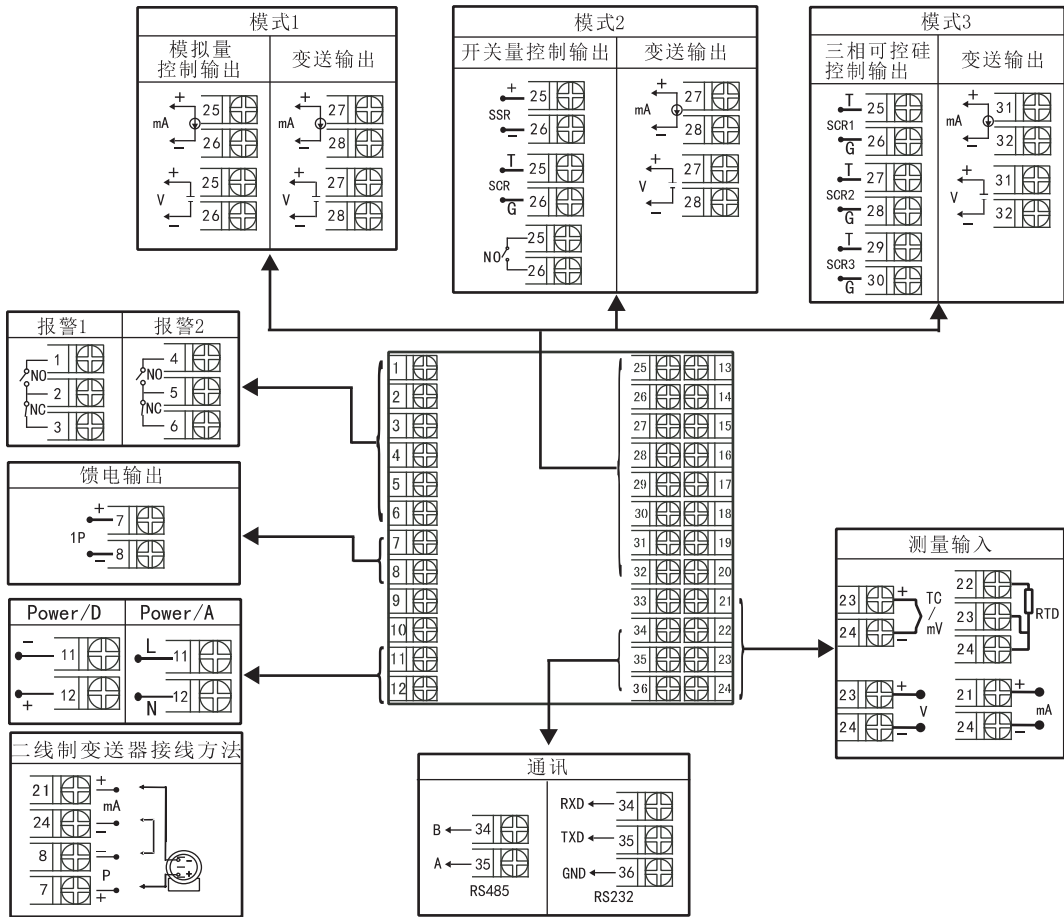 模式1
模拟量
控制输出
变送输出
+
mA
−
25
26
+
V
−
25
26
+
mA
−
27
28
+
V
−
27
28
模式2
开关量控制输出
变送输出
+
SSR
−
25
26
T
SCR
G
25
26
NO
25
26
+
mA
−
27
28
+
V
−
27
28
模式3
三相可控硅
控制输出
变送输出
T
SCR1
G
25
26
T
SCR2
G
27
28
T
SCR3
G
29
30
+
mA
−
31
32
+
V
−
31
32
报警1
报警2
1
NO
2
NC
3
4
NO
5
NC
6
馈电输出
+
7
1P
−
8
Power/D
Power/A
−
11
+
12
L
11
N
12
二线制变送器接线方法
21
+
mA
24
−
8
−
P
7
+
−
−
+
1
2
3
4
5
6
7
8
9
10
11
12
25
13
26
14
27
15
28
16
29
17
30
18
31
19
32
20
33
21
34
22
35
23
36
24
测量输入
23
+
TC
/
mV
24
−
22
23
RTD
24
23
+
V
24
−
21
+
mA
24
−
通讯
B
34
A
35
RS485
RXD
34
TXD
35
GND
36
RS232